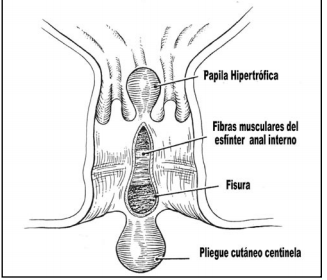 Papila Hipertrófica
Fibras musculares del
esfínter anal interno
Fisura
Pliegue cutáneo centinela